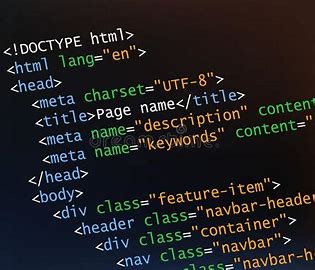 <!DOCTYPE html>
<html lang="en">
<head>
<meta charset="UTF-8">
<title>Page name</title>
<meta name="description" content
<meta name="keywords" content="
</head>
<body>
<div class="feature-item">
<header class="navbar-header
<div class="container">
<nav class="navbar">
<div class="navbar-h